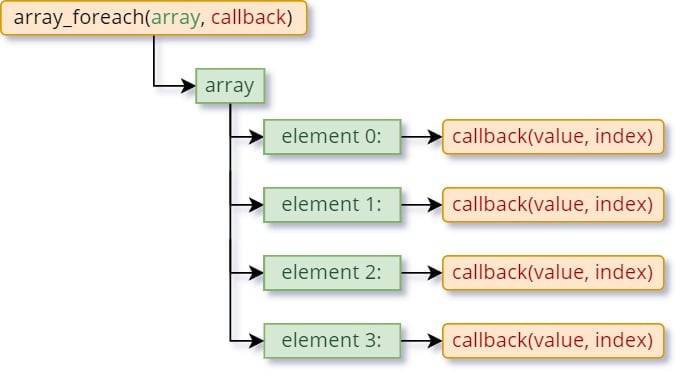 array_foreach(array, callback)
array
element 0: callback(value, index)
element 1: callback(value, index)
element 2: callback(value, index)
element 3: callback(value, index)